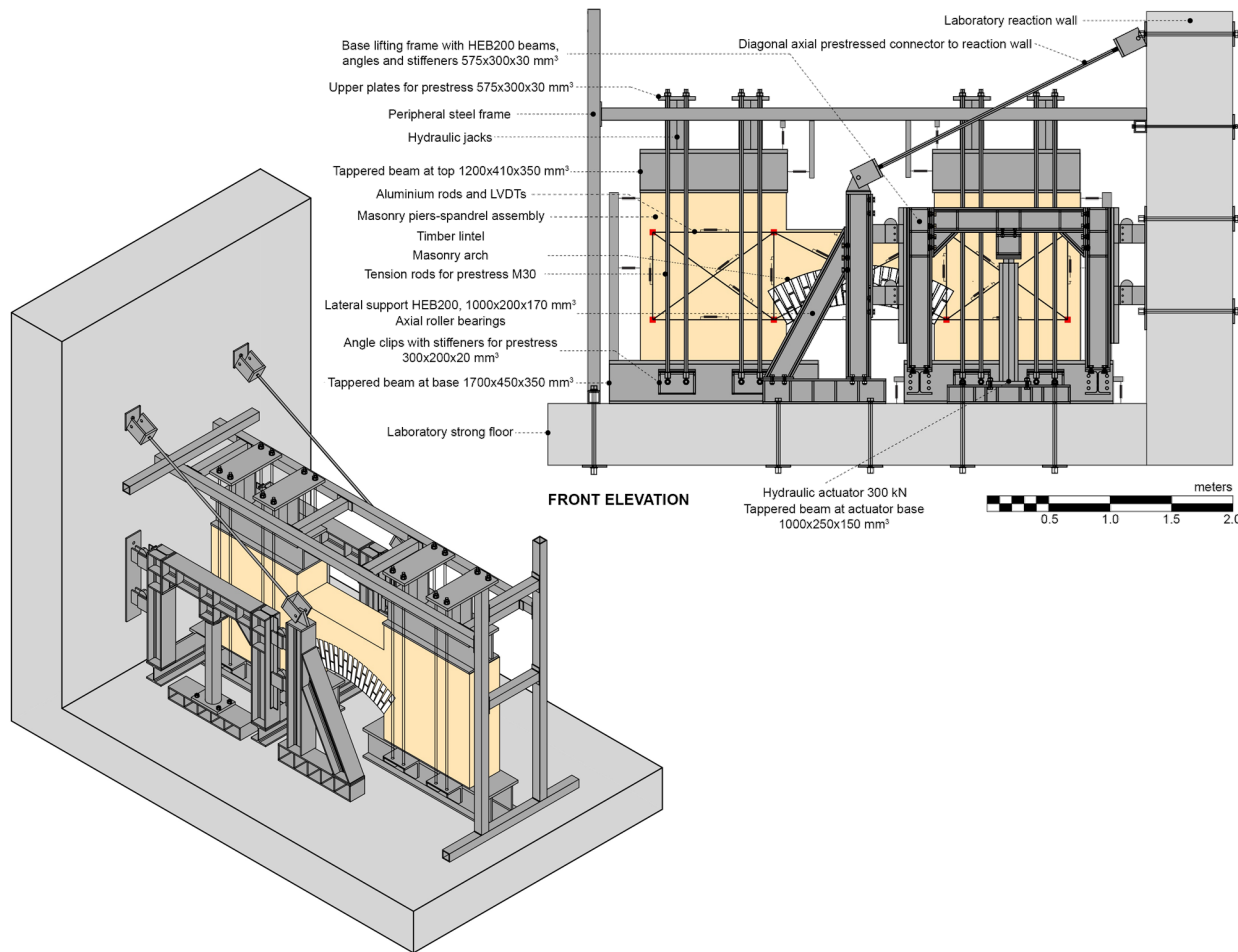 Laboratory reaction wall
Base lifting frame with HEB200 beams,
angles and stiffeners 575x300x30 mm³
Diagonal axial prestressed connector to reaction wall
Upper plates for prestress 575x300x30 mm³
Peripheral steel frame
Hydraulic jacks
Tappered beam at top 1200x410x350 mm³
Aluminium rods and LVDTs
Masonry piers-spandrel assembly
Timber lintel
Masonry arch
Tension rods for prestress M30
Lateral support HEB200, 1000x200x170 mm³
Axial roller bearings
Angle clips with stiffeners for prestress
300x200x20 mm³
Tappered beam at base 1700x450x350 mm³
Laboratory strong floor
FRONT ELEVATION
Hydraulic actuator 300 kN
Tappered beam at actuator base
1000x250x150 mm³
meters
0.5 1.0 1.5 2.0